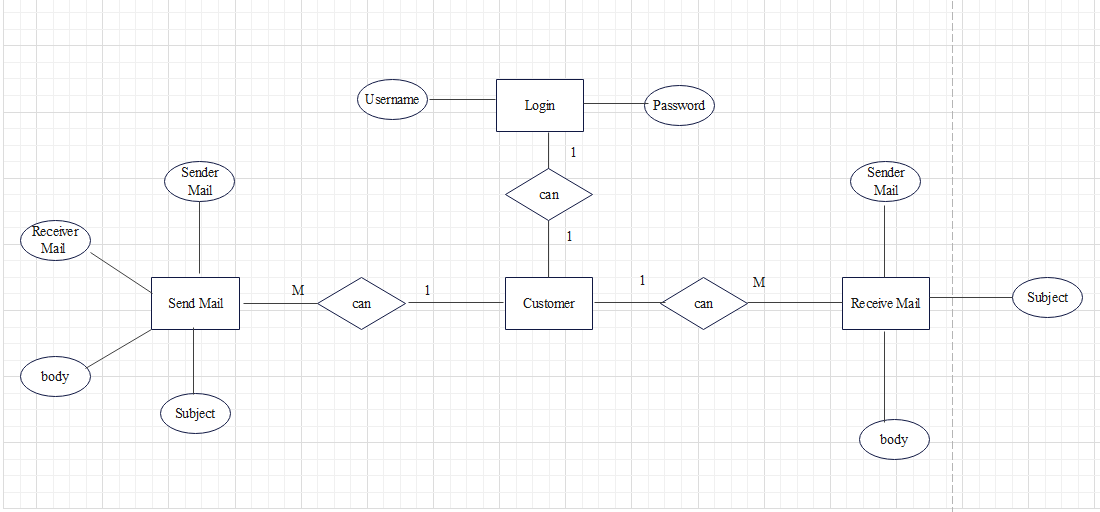 Username
Login
Password
1
can
1
Sender
Mail
Receiver
Mail
Send Mail
body
Subject
M
can
1
Customer
1
can
M
Sender
Mail
Receive Mail
Subject
body